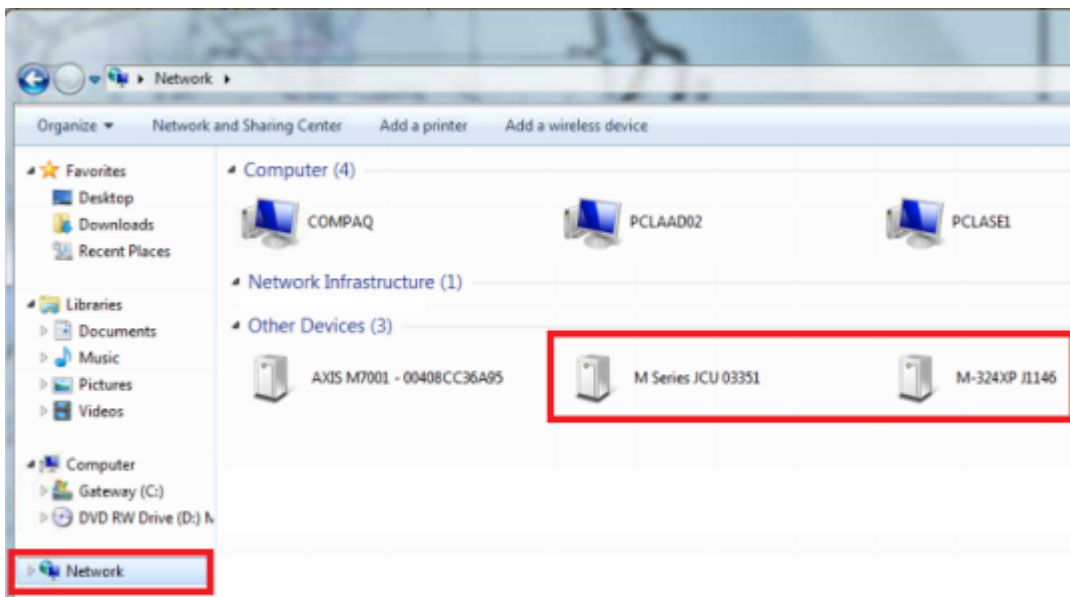 Network
Organize Network and Sharing Center Add a printer Add a wireless device
Favorites
Desktop
Downloads
Recent Places
Libraries
Documents
Music
Pictures
Videos
Computer
Gateway (C:)
DVD RW Drive (D:) M
Network
Computer (4)
COMPAQ PCLAAD02 PCLASE1
Network Infrastructure (1)
Other Devices (3)
AXIS M7001 - 00408CC36A95 M Series JCU 03351 M-324XP J1146